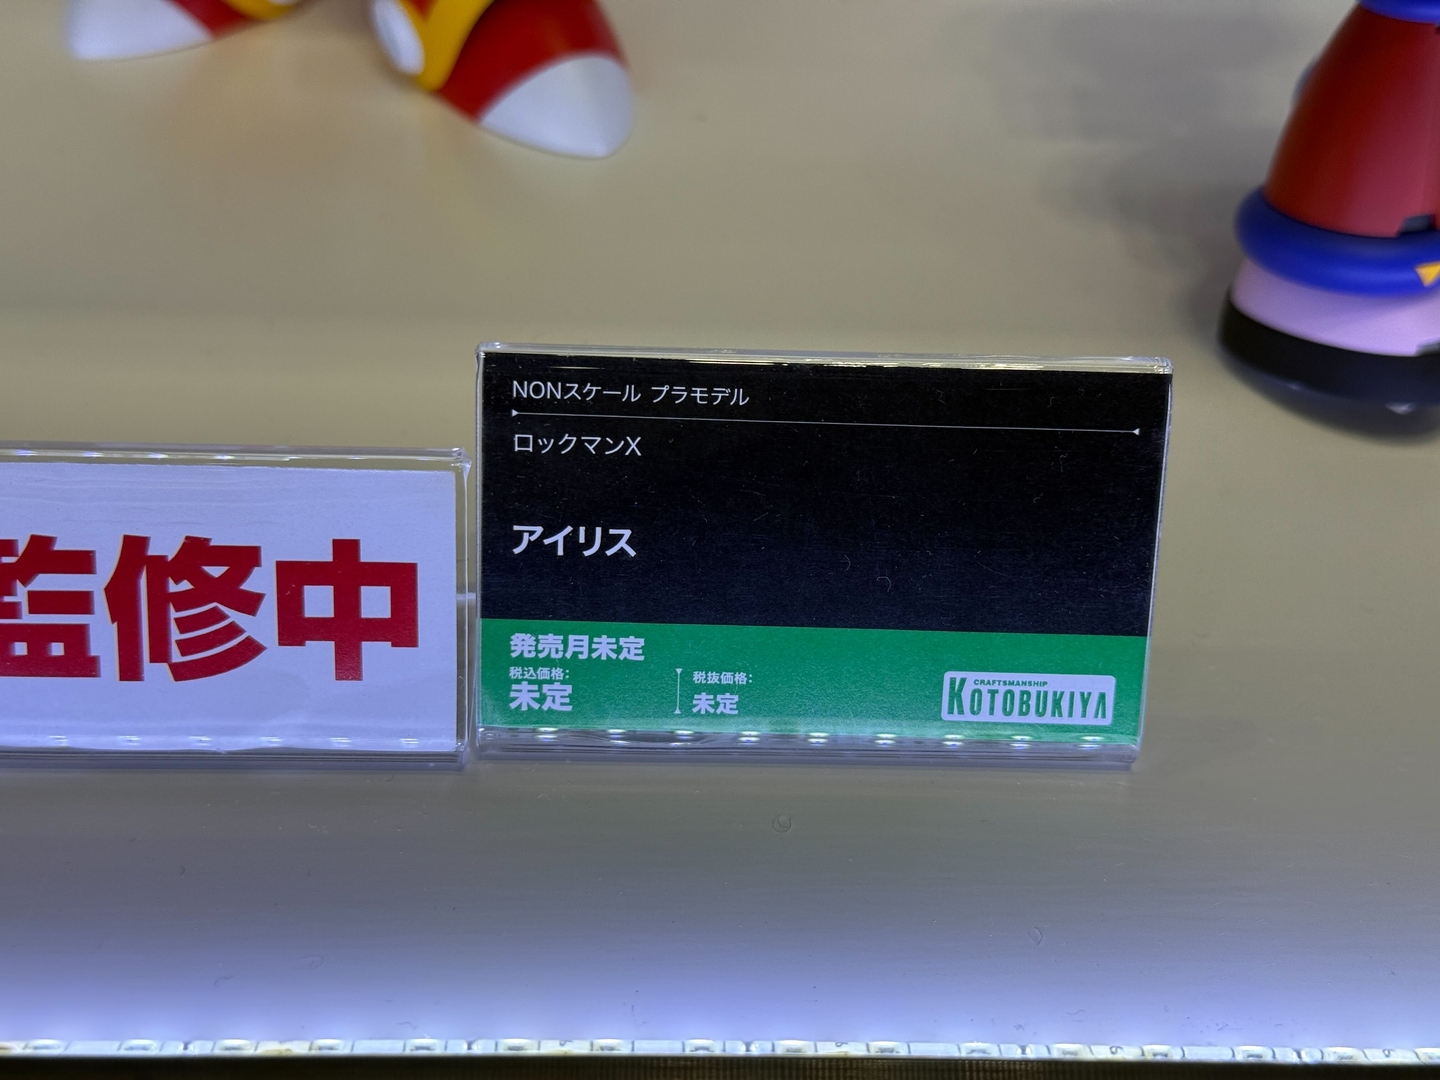 監修中
NONスケール プラモデル
ロックマンX
アイリス
発売月未定
税込価格:
未定
税抜価格:
未定
CRAFTSMANSHIP
KOTOBUKIYA